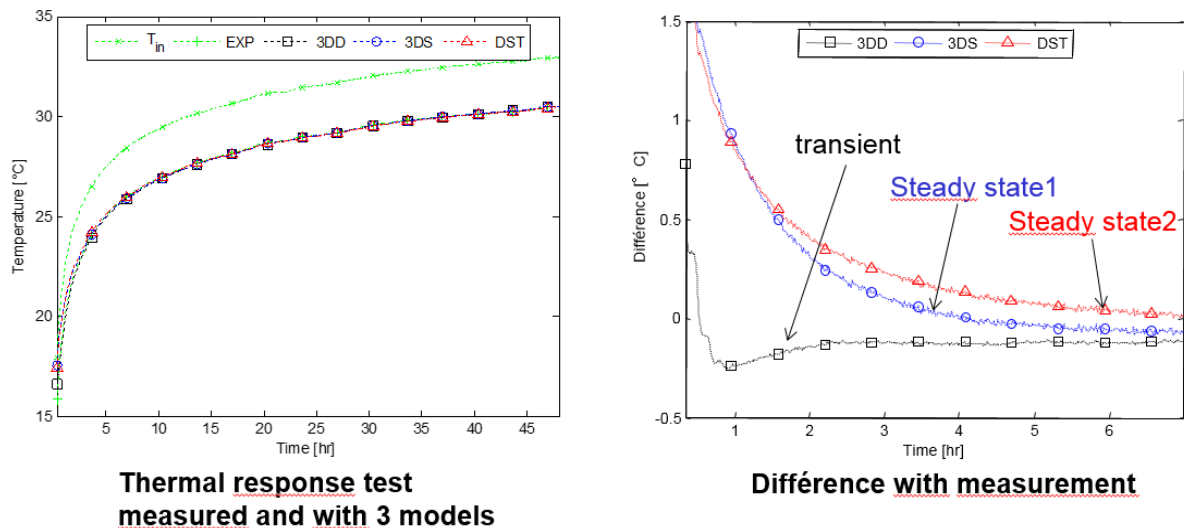 T_in EXP 3DD 3DS DST
35
30
25
20
15
Temperature [°C]
5 10 15 20 25 30 35 40 45
Time [hr]
Thermal response test
measured and with 3 models
3DD 3DS DST
1
0.5
0
-0.5
Différence[° C]
transient
Steady state1
Steady state2
1 2 3 4 5 6
Time [hr]
Différence with measurement